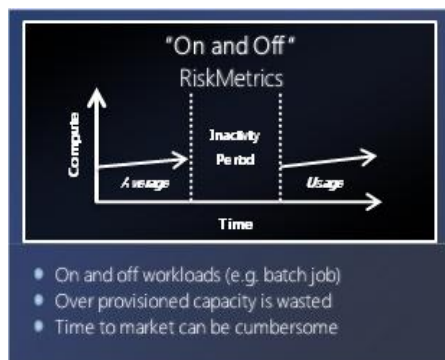 "On and Off"
RiskMetrics
Compute
Inactivity
Period
Average
Usage
Time
On and off workloads (e.g. batch job)
Over provisioned capacity is wasted
Time to market can be cumbersome